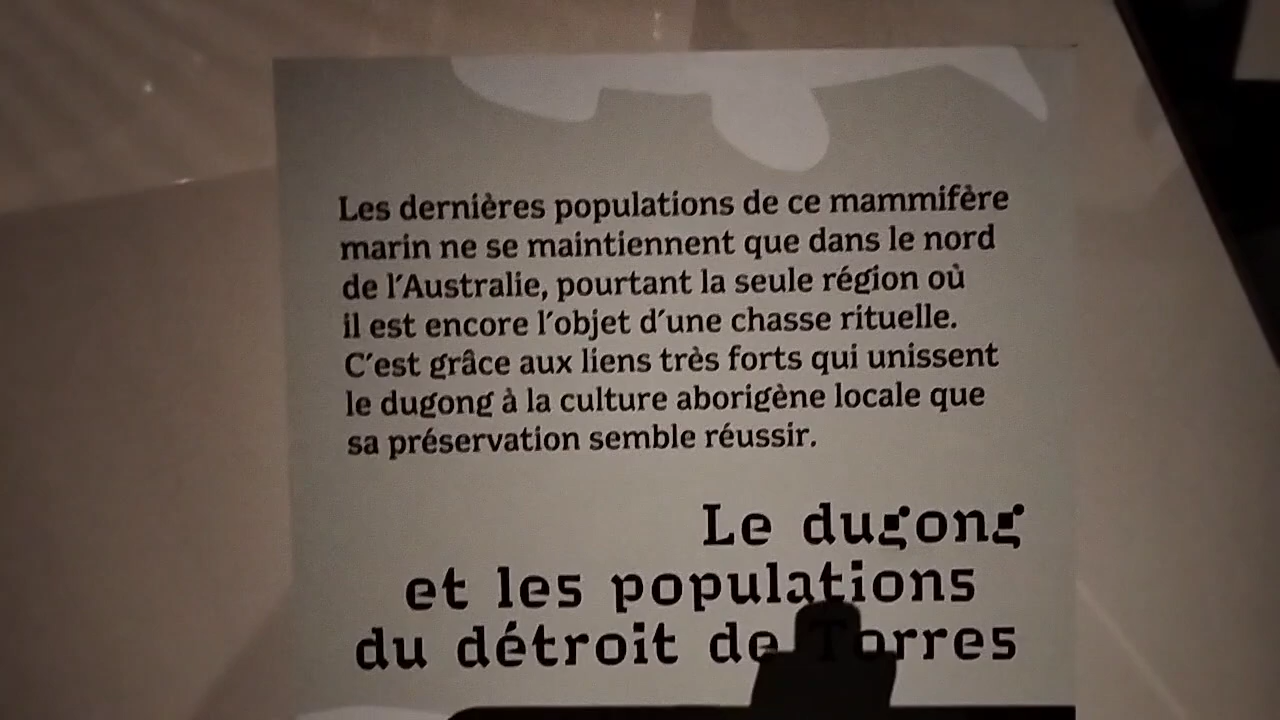 Les dernières populations de ce mammifère
marin ne se maintiennent que dans le nord
de l'Australie, pourtant la seule région où
il est encore l'objet d'une chasse rituelle.
C'est grâce aux liens très forts qui unissent
le dugong à la culture aborigène locale que
sa préservation semble réussir.
Le dugong
et les populations
du détroit de Torres